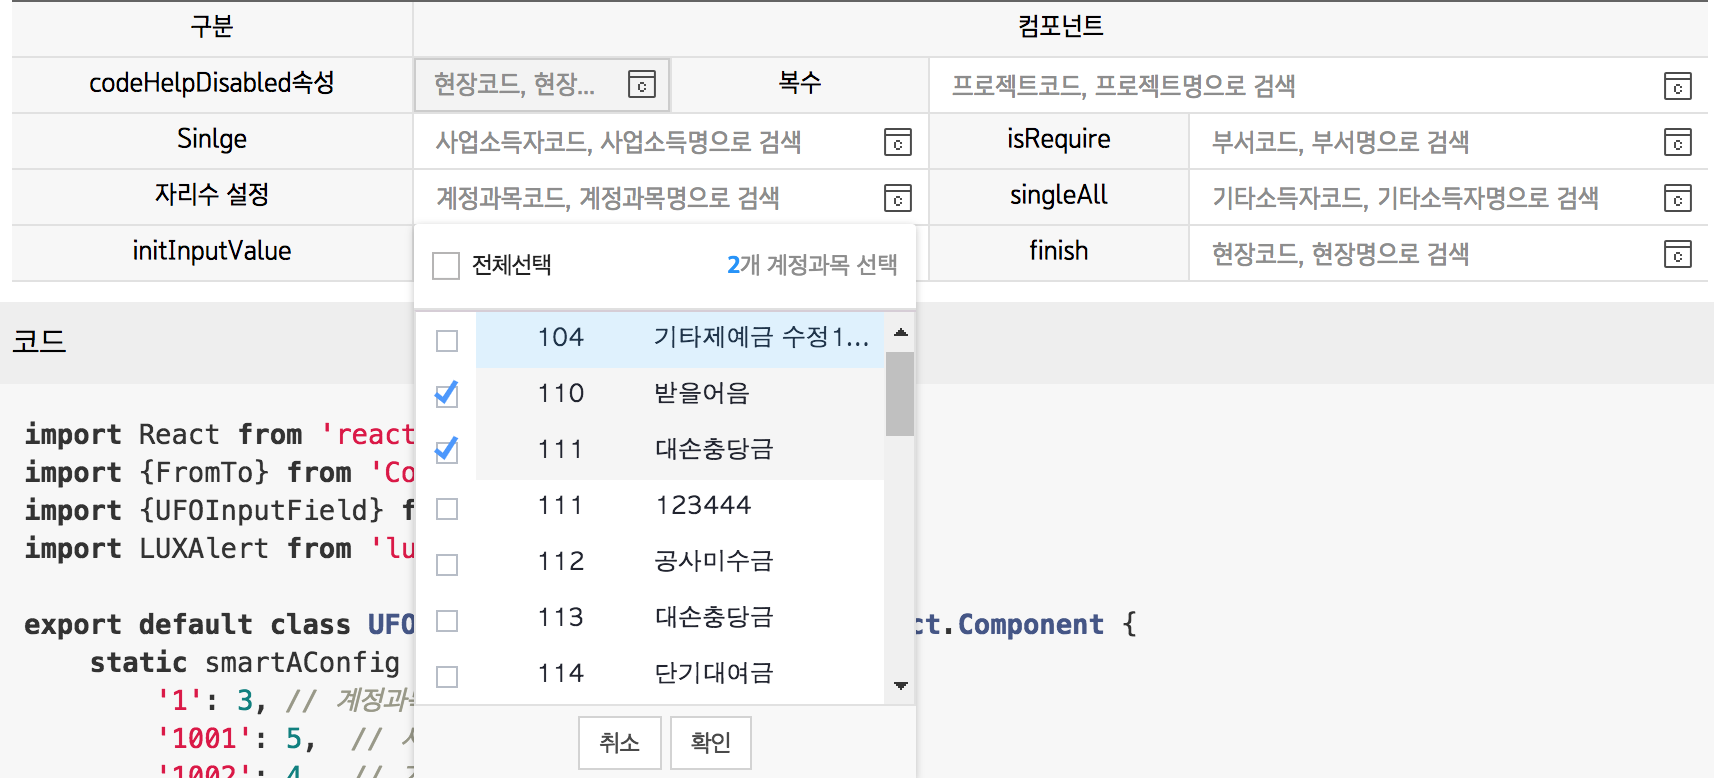 구분 컴포넌트
codeHelpDisabled속성 현장코드, 현장... 복수 프로젝트코드, 프로젝트명으로 검색
Sinlge 사업소득자코드, 사업소득명으로 검색 isRequire 부서코드, 부서명으로 검색
자리수 설정 계정과목코드, 계정과목명으로 검색 singleAll 기타소득자코드, 기타소득자명으로 검색
initInputValue finish 현장코드, 현장명으로 검색
전체선택 2개 계정과목 선택
104 기타제예금 수정1...
110 받을어음
111 대손충당금
111 123444
112 공사미수금
113 대손충당금
114 단기대여금
취소 확인
코드
import React from 'react
import {FromTo} from 'Co
import {UFOInputField} f
import LUXAlert from 'lu
export default class UFO ct.Component {
static smartAConfig
'1': 3, // 계정과
'1001': 5, //
'1002': 4 //